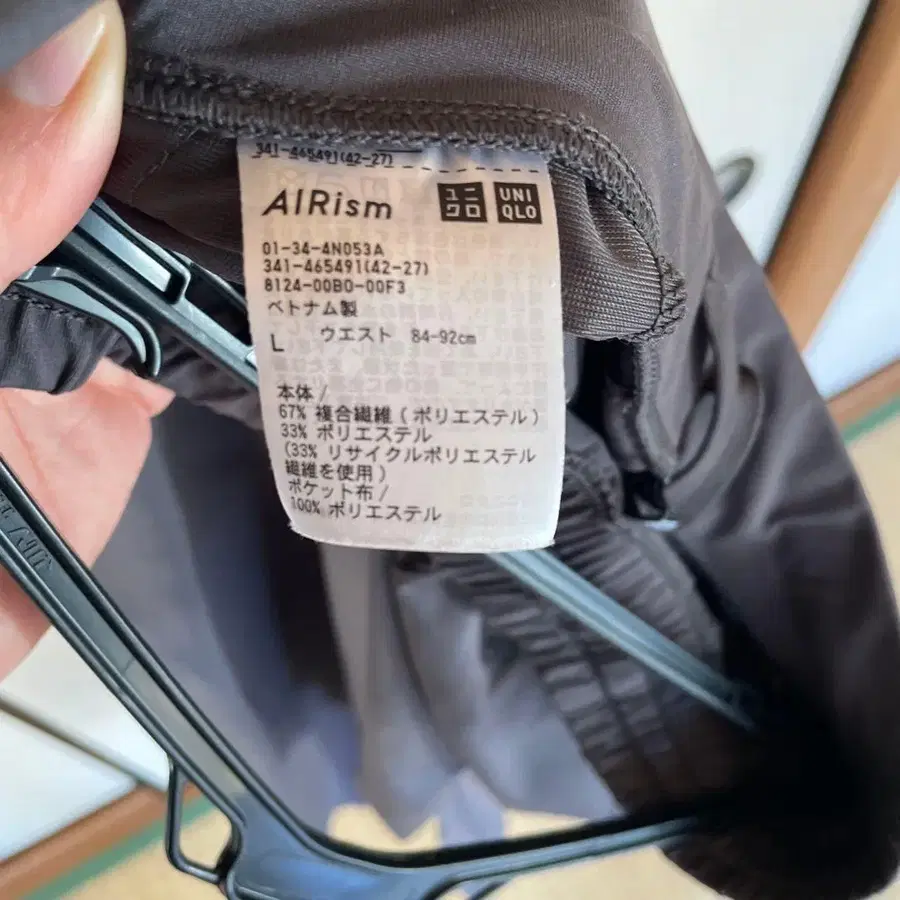 341-465491(42-27)
AIRism ユニクロ UNIQLO
01-34-4N053A
341-465491(42-27)
8124-00B0-00F3
ベトナム製
L ウエスト 84-92cm
本体/
67% 複合繊維(ポリエステル)
33% ポリエステル
(33% リサイクルポリエステル
繊維を使用)
ポケット布/
100% ポリエステル